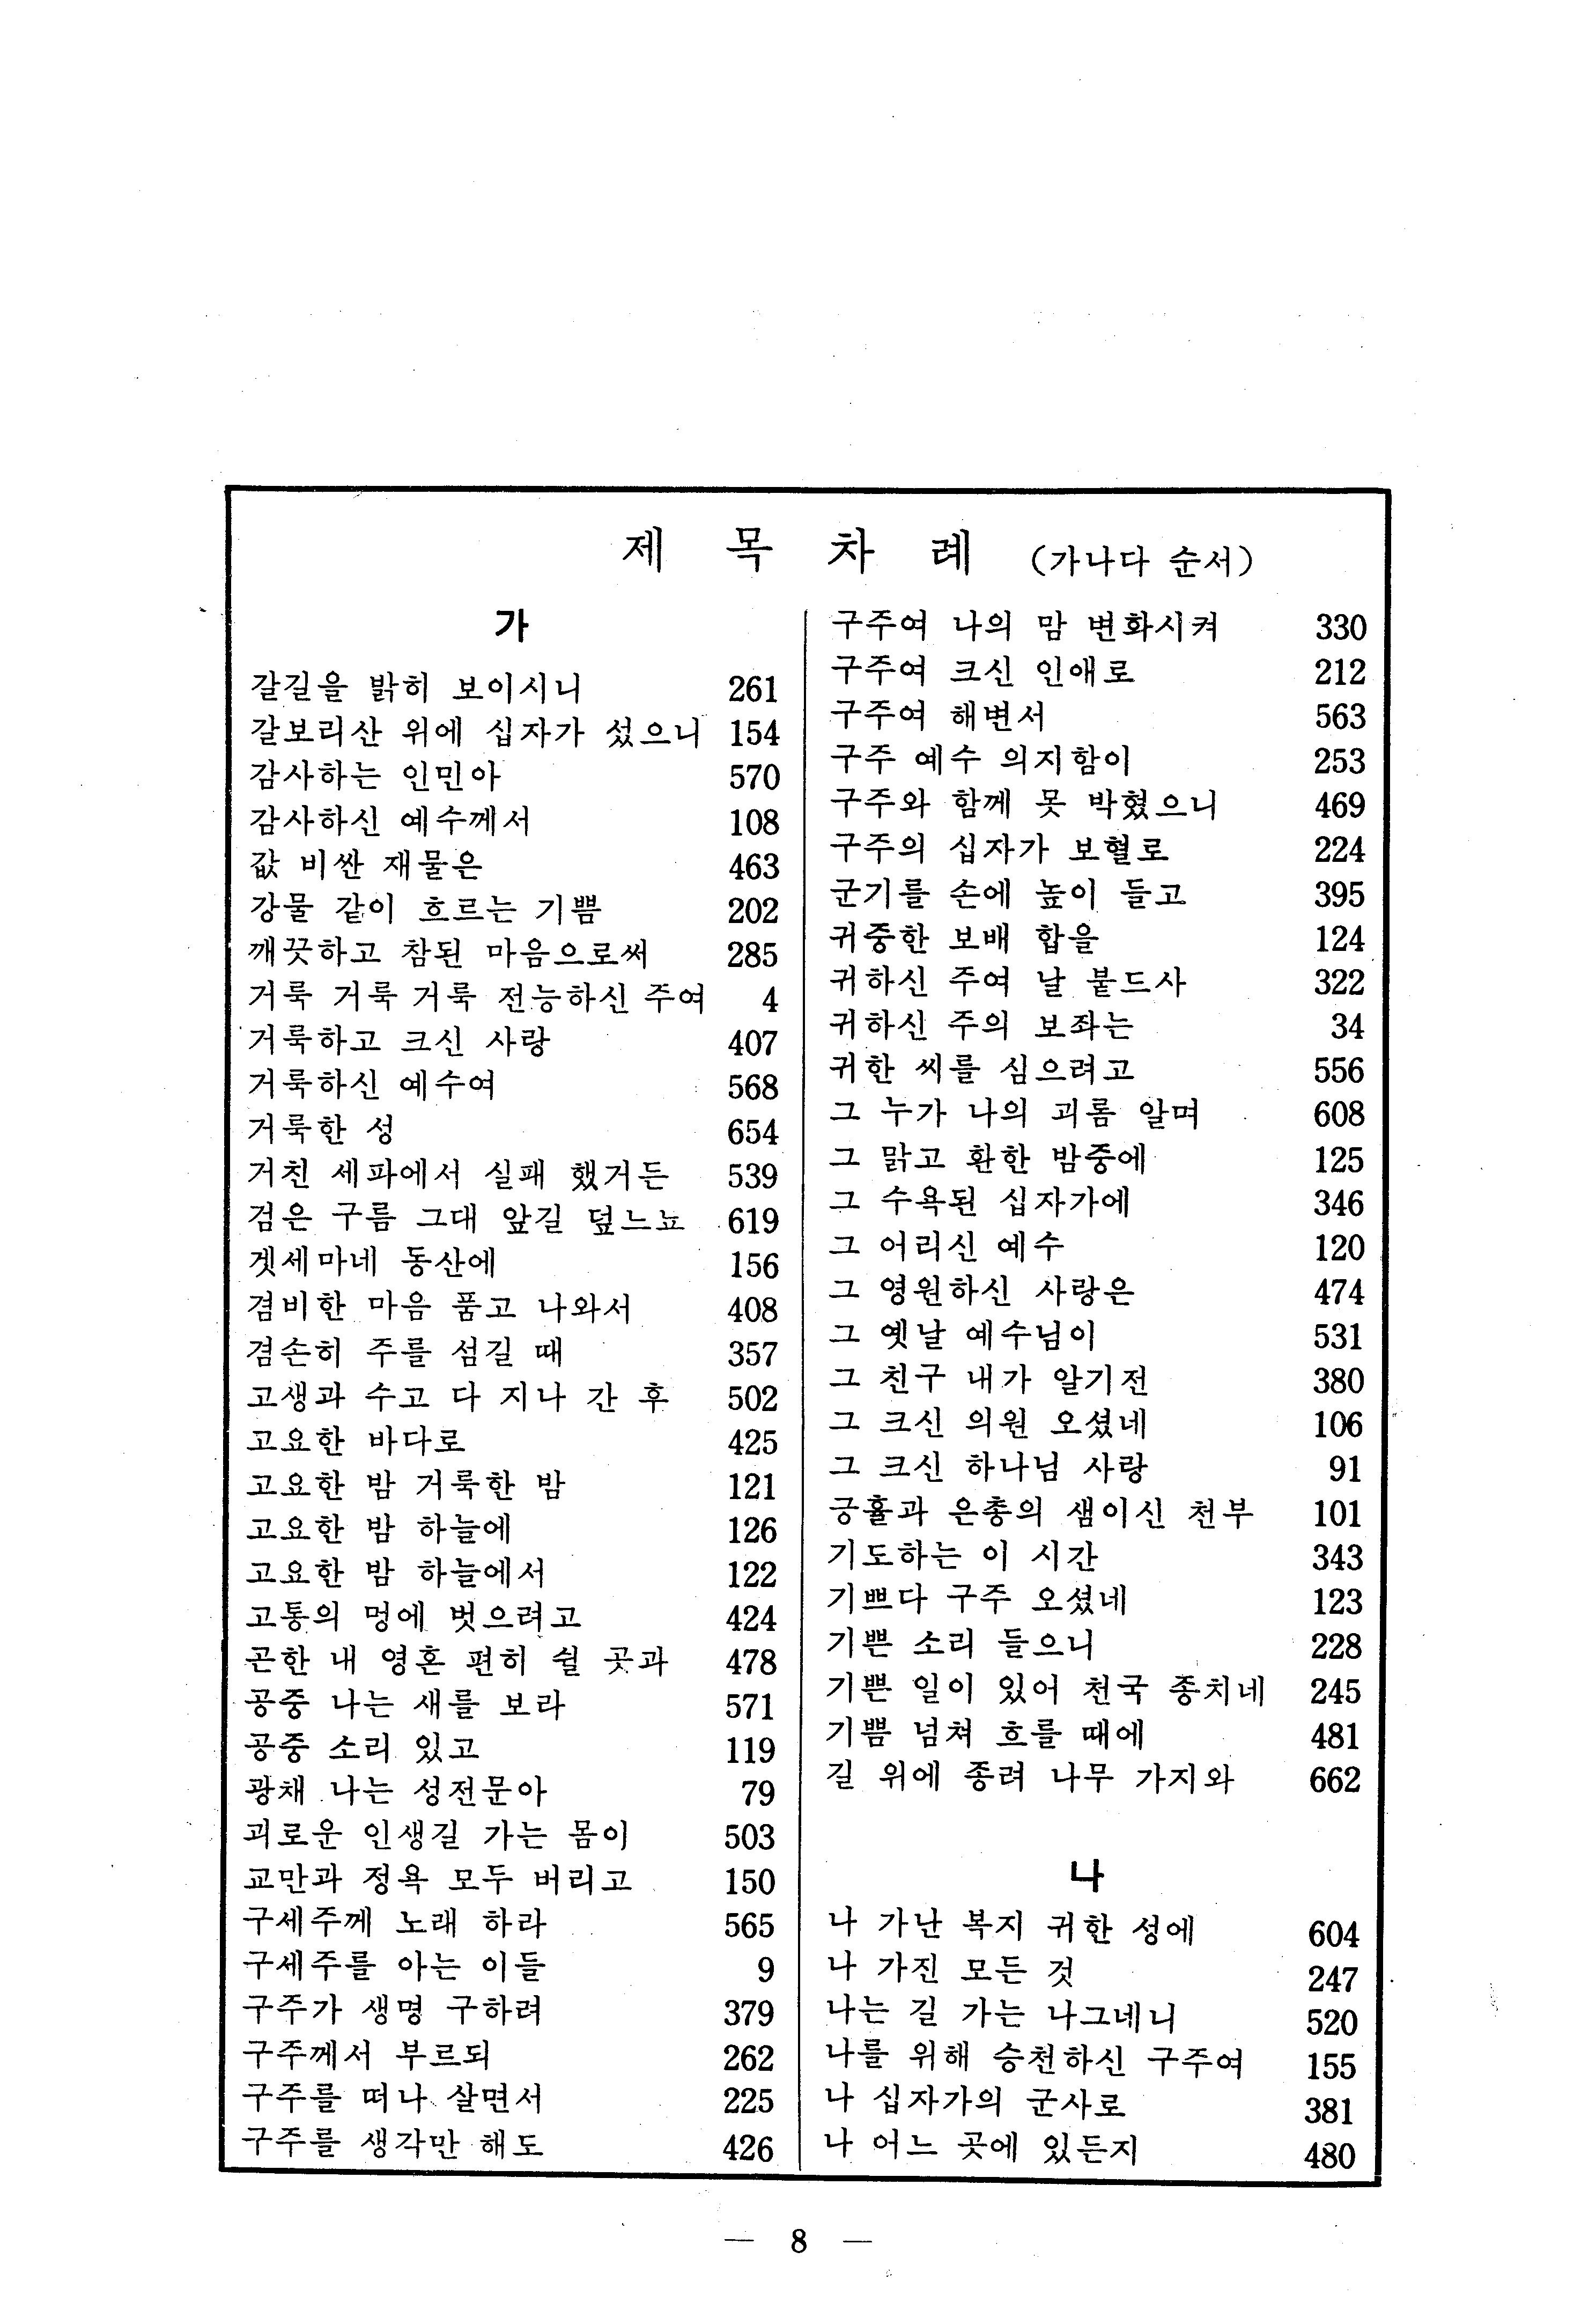 제 목 차 례 (가나다 순서)
가
갈길을 밝히 보이시니 261
갈보리산 위에 십자가 섰으니 154
감사하는 인민아 570
감사하신 예수께서 108
값 비싼 재물은 463
강물 같이 흐르는 기쁨 202
깨끗하고 참된 마음으로써 285
거룩 거룩 거룩 전능하신 주여 4
거룩하고 크신 사랑 407
거룩하신 예수여 568
거룩한 성 654
거친 세파에서 실패 했거든 539
검은 구름 그대 앞길 덮느뇨 619
겟세마네 동산에 156
겸비한 마음 품고 나와서 408
겸손히 주를 섬길 때 357
고생과 수고 다 지나 간 후 502
고요한 바다로 425
고요한 밤 거룩한 밤 121
고요한 밤 하늘에 126
고요한 밤 하늘에서 122
고통의 멍에 벗으려고 424
곤한 내 영혼 편히 쉴 곳과 478
공중 나는 새를 보라 571
공중 소리 있고 119
광채 나는 성전문아 79
괴로운 인생길 가는 몸이 503
교만과 정욕 모두 버리고 150
구세주께 노래 하라 565
구세주를 아는 이들 9
구주가 생명 구하려 379
구주께서 부르되 262
구주를 떠나 살면서 225
구주를 생각만 해도 426
구주여 나의 맘 변화시켜 330
구주여 크신 인애로 212
구주여 해변서 563
구주 예수 의지함이 253
구주와 함께 못 박혔으니 469
구주의 십자가 보혈로 224
군기를 손에 높이 들고 395
귀중한 보배 합을 124
귀하신 주여 날 붙드사 322
귀하신 주의 보좌는 34
귀한 씨를 심으려고 556
그 누가 나의 괴롬 알며 608
그 맑고 환한 밤중에 125
그 수욕된 십자가에 346
그 어리신 예수 120
그 영원하신 사랑은 474
그 옛날 예수님이 531
그 친구 내가 알기전 380
그 크신 의원 오셨네 106
그 크신 하나님 사랑 91
긍휼과 은총의 샘이신 천부 101
기도하는 이 시간 343
기쁘다 구주 오셨네 123
기쁜 소리 들으니 228
기쁜 일이 있어 천국 종치네 245
기쁨 넘쳐 흐를 때에 481
길 위에 종려 나무 가지와 662
나
나 가난 복지 귀한 성에 604
나 가진 모든 것 247
나는 길 가는 나그네니 520
나를 위해 승천하신 구주여 155
나 십자가의 군사로 381
나 어느 곳에 있든지 480
— 8 —